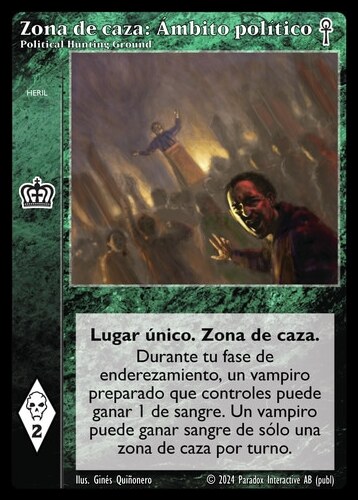 Zona de caza: Ámbito político
Political Hunting Ground
HERIL
Lugar único. Zona de caza.
Durante tu fase de
enderezamiento, un vampiro
preparado que controles puede
ganar 1 de sangre. Un vampiro
puede ganar sangre de sólo una
zona de caza por turno.
2
Ilus. Ginés Quiñonero
© 2024 Paradox Interactive AB (publ)